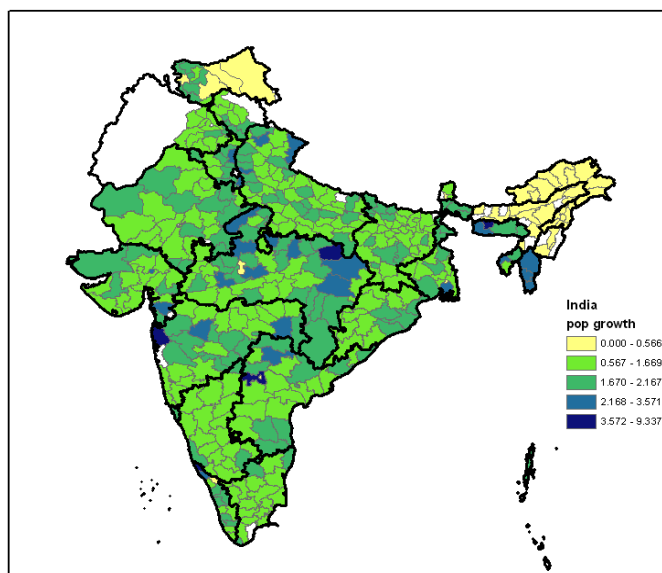 India
pop growth
0.000 - 0.566
0.567 - 1.669
1.670 - 2.167
2.168 - 3.571
3.572 - 9.337